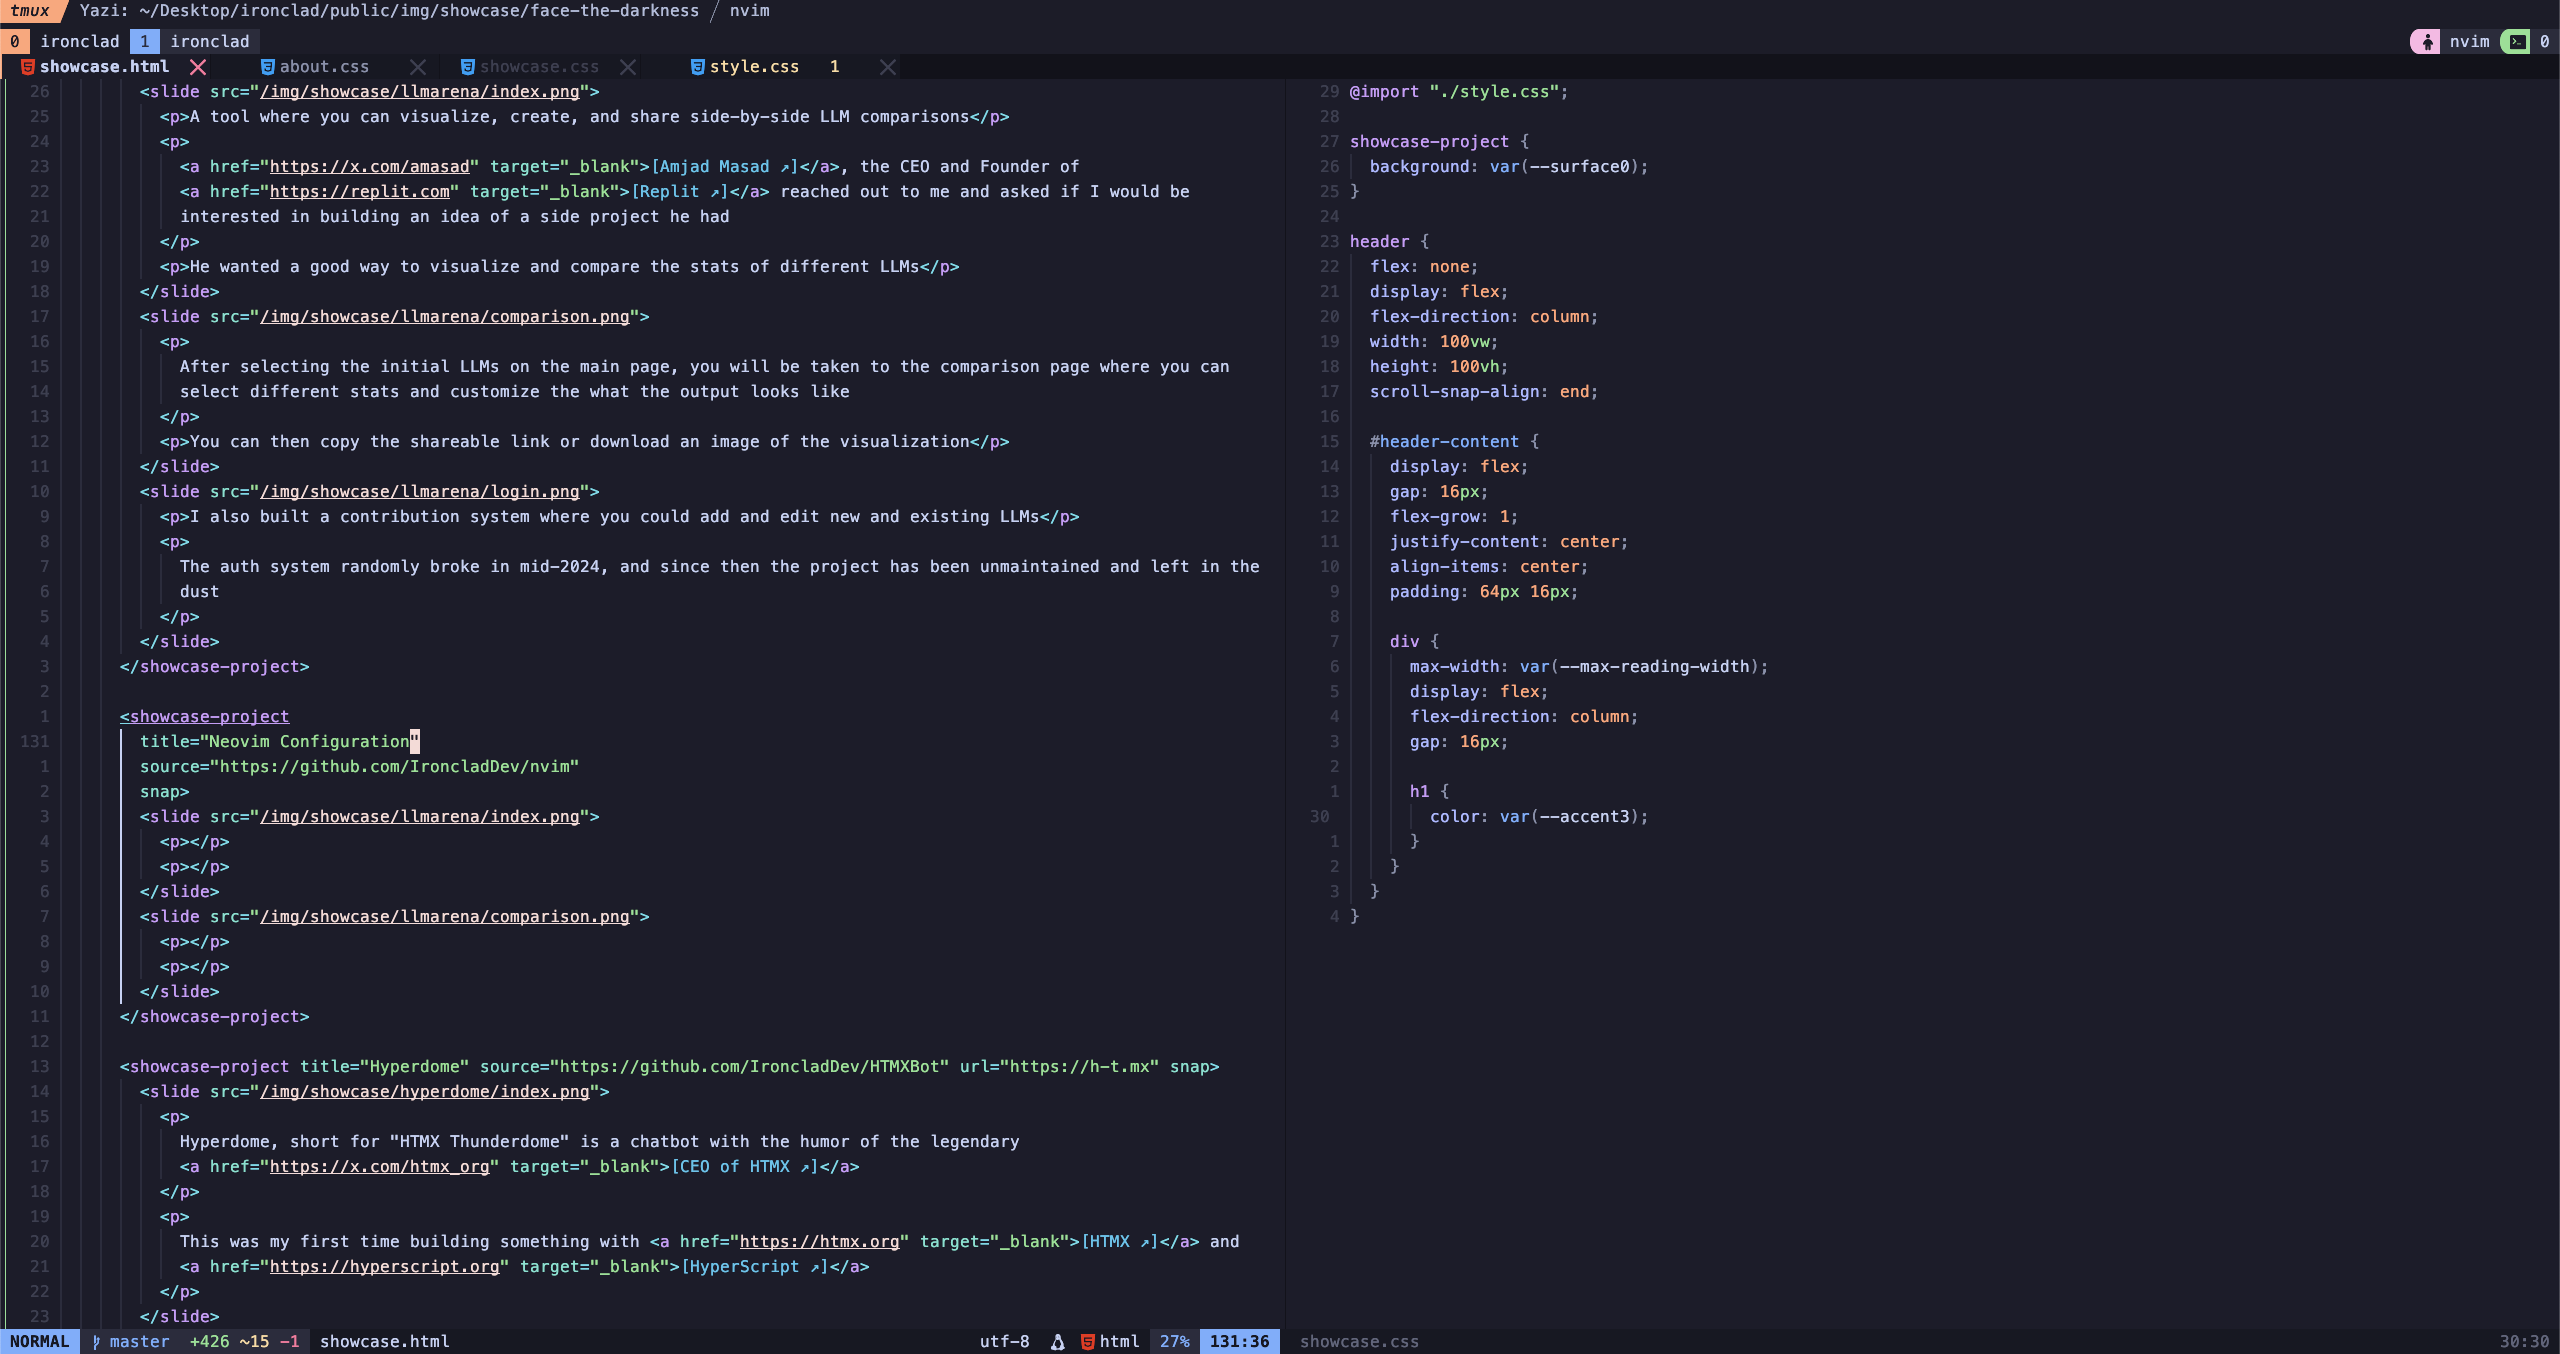 tmux Yazi: ~/Desktop/ironclad/public/img/showcase/face-the-darkness / nvim
0 ironclad 1 ironclad nvim 0
showcase.html about.css showcase.css style.css 1
26 <slide src="/img/showcase/llmarena/index.png">
25 <p>A tool where you can visualize, create, and share side-by-side LLM comparisons</p>
24 <p>
23 <a href="https://x.com/amasad" target="_blank">[Amjad Masad ↗]</a>, the CEO and Founder of
22 <a href="https://replit.com" target="_blank">[Replit ↗]</a> reached out to me and asked if I would be
21 interested in building an idea of a side project he had
20 </p>
19 <p>He wanted a good way to visualize and compare the stats of different LLMs</p>
18 </slide>
17 <slide src="/img/showcase/llmarena/comparison.png">
16 <p>
15 After selecting the initial LLMs on the main page, you will be taken to the comparison page where you can
14 select different stats and customize the what the output looks like
13 </p>
12 <p>You can then copy the shareable link or download an image of the visualization</p>
11 </slide>
10 <slide src="/img/showcase/llmarena/login.png">
9 <p>I also built a contribution system where you could add and edit new and existing LLMs</p>
8 <p>
7 The auth system randomly broke in mid-2024, and since then the project has been unmaintained and left in the
6 dust
5 </p>
4 </slide>
3 </showcase-project>
2
1 <showcase-project
131 title="Neovim Configuration"
1 source="https://github.com/IroncladDev/nvim"
2 snap>
3 <slide src="/img/showcase/llmarena/index.png">
4 <p></p>
5 <p></p>
6 </slide>
7 <slide src="/img/showcase/llmarena/comparison.png">
8 <p></p>
9 <p></p>
10 </slide>
11 </showcase-project>
12
13 <showcase-project title="Hyperdome" source="https://github.com/IroncladDev/HTMXBot" url="https://h-t.mx" snap>
14 <slide src="/img/showcase/hyperdome/index.png">
15 <p>
16 Hyperdome, short for "HTMX Thunderdome" is a chatbot with the humor of the legendary
17 <a href="https://x.com/htmx_org" target="_blank">[CEO of HTMX ↗]</a>
18 </p>
19 <p>
20 This was my first time building something with <a href="https://htmx.org" target="_blank">[HTMX ↗]</a> and
21 <a href="https://hyperscript.org" target="_blank">[HyperScript ↗]</a>
22 </p>
23 </slide>
29 @import "./style.css";
28
27 showcase-project {
26 background: var(--surface0);
25 }
24
23 header {
22 flex: none;
21 display: flex;
20 flex-direction: column;
19 width: 100vw;
18 height: 100vh;
17 scroll-snap-align: end;
16
15 #header-content {
14 display: flex;
13 gap: 16px;
12 flex-grow: 1;
11 justify-content: center;
10 align-items: center;
9 padding: 64px 16px;
8
7 div {
6 max-width: var(--max-reading-width);
5 display: flex;
4 flex-direction: column;
3 gap: 16px;
2
1 h1 {
30 color: var(--accent3);
1 }
2 }
3 }
4 }
NORMAL master +426 ~15 -1 showcase.html utf-8 html 27% 131:36 showcase.css 30:30